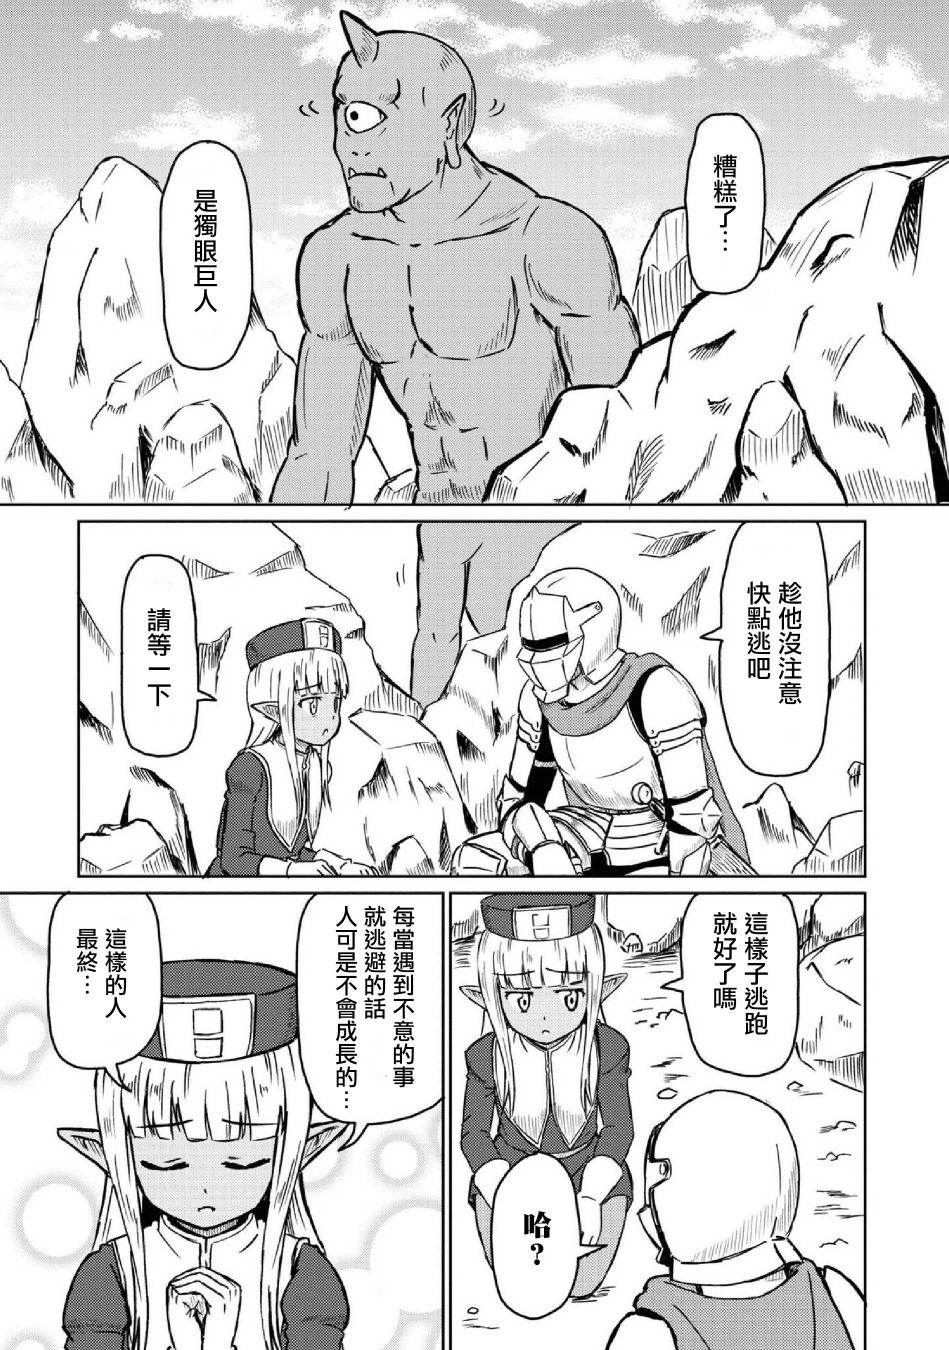 糟糕了…
是獨眼巨人
趁他沒注意
快點逃吧
請等一下
這樣子逃跑
就好了嗎
哈？
每當遇到不意的事
就逃避的話
人可是不會成長的…
這樣的人
最終…